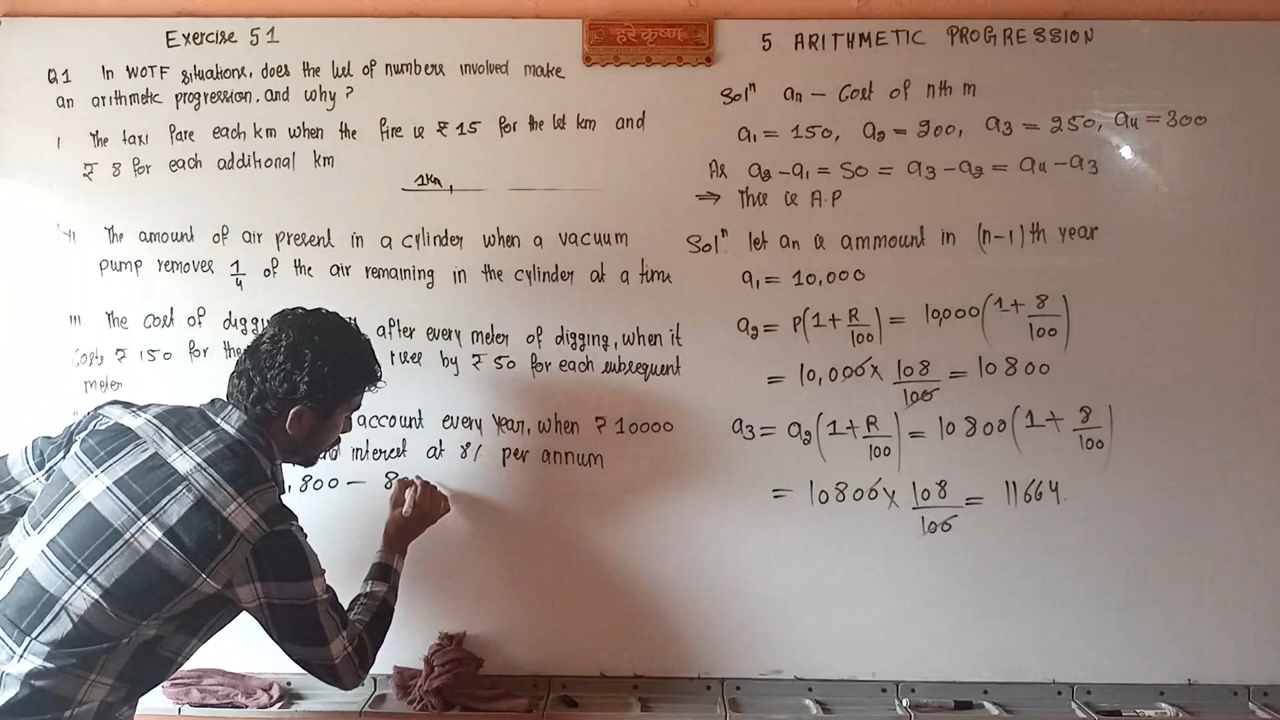 Exercise 5 1
हरे कृष्ण
5 ARITHMETIC PROGRESSION
Q1 In WOTF situations, does the list of numbers involved make
an arithmetic progression. and why?
I The taxi fare each km when the fire is ₹ 15 for the 1st km and
₹ 8 for each additional km
1Km
II The amount of air present in a cylinder when a vacuum
pump removes 1/4 of the air remaining in the cylinder at a time
III The cost of after every meter of digging, when it
₹ 150 for the rises by ₹ 50 for each subsequent
meter
account every year, when ₹ 10000
interest at 8% per annum
800 –
Solⁿ an – Cost of nth m
a1 = 150, a2 = 200, a3 = 250, a4 = 300
As a2 – a1 = 50 = a3 – a2 = a4 – a3
⇒ This is A.P
Solⁿ. let an is ammount in (n-1)th year
a1 = 10,000
a2 = P(1 + R/100) = 10,000(1 + 8/100)
= 10,000 × 108/100 = 10800
a3 = a2(1 + R/100) = 10800(1 + 8/100)
= 10800 × 108/100 = 11664.